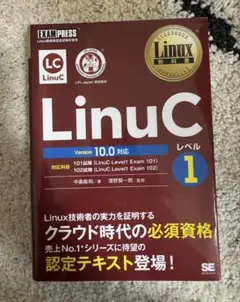 EXAMPRESS
Linux
教科書
LC
LinuC
LPI-Japan
LinuC
レベル
1
Version 10.0 対応
対応科目
101試験 (LinuC Level1 Exam 101)
102試験 (LinuC Level1 Exam 102)
中島能和 著
濱野賢一朗 監修
Linux技術者の実力を証明する
クラウド時代の必須資格
売上No.1*シリーズに待望の
認定テキスト登場！
SE
SHOEISHA